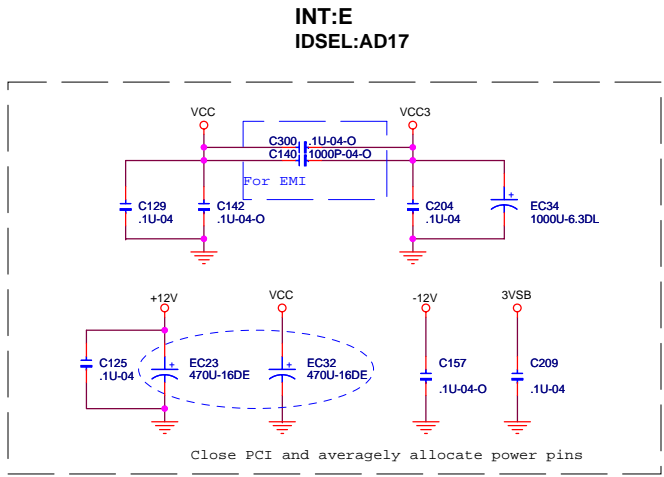 INT:E
IDSEL:AD17
VCC
VCC3
C300
.1U-04-O
C140
1000P-04-O
For EMI
C129
.1U-04
C142
.1U-04-O
C204
.1U-04
+
EC34
1000U-6.3DL
+12V
VCC
-12V
3VSB
C125
.1U-04
+
EC23
470U-16DE
+
EC32
470U-16DE
C157
.1U-04-O
C209
.1U-04
Close PCI and averagely allocate power pins